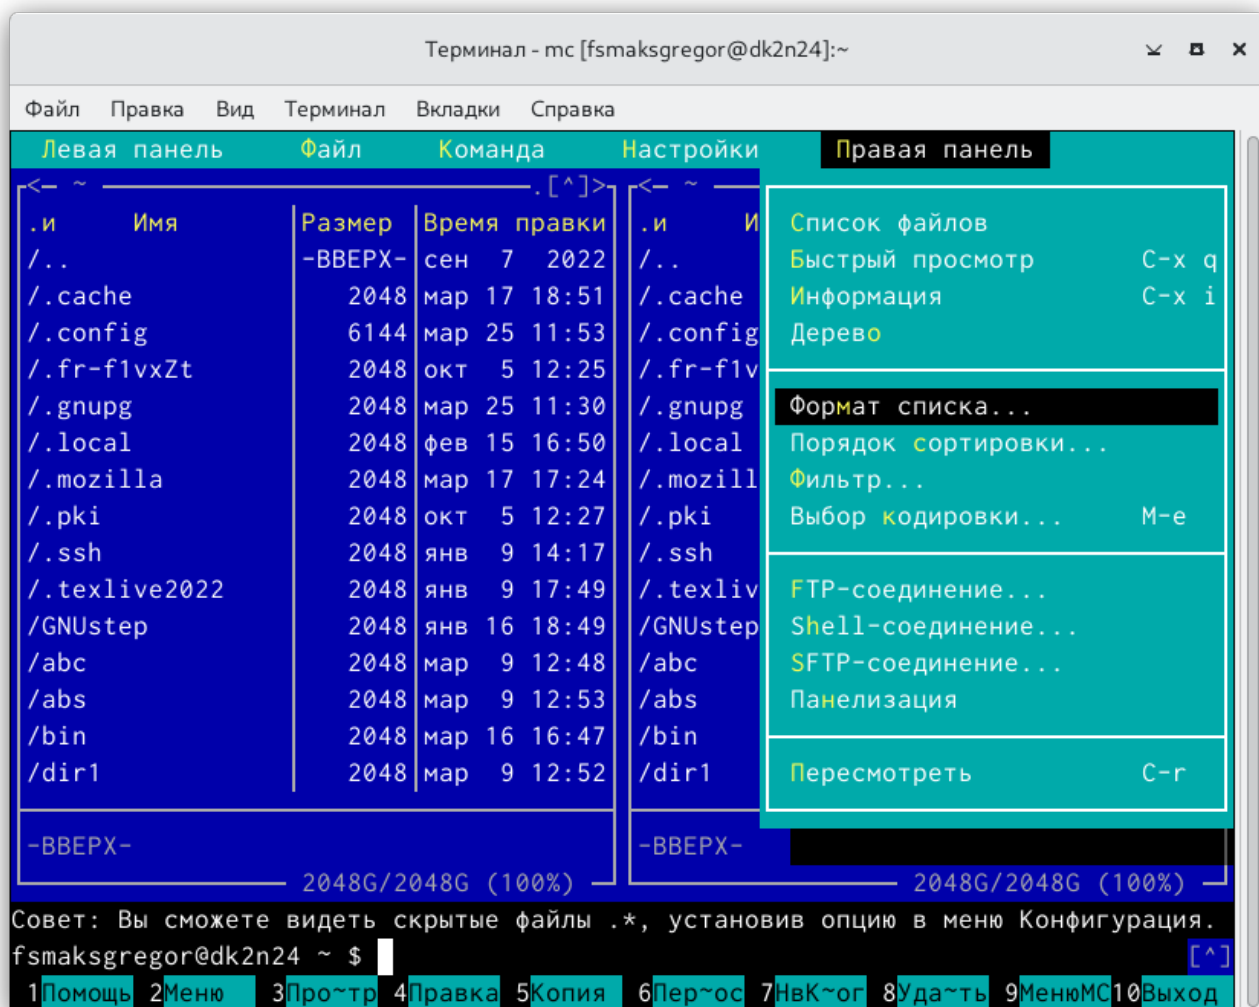 Терминал - mc [fsmaksgregor@dk2n24]:~
Файл Правка Вид Терминал Вкладки Справка
Левая панель Файл Команда Настройки Правая панель
<- ~ .[^]> <- ~
.и Имя Размер Время правки .и И Список файлов
/.. -ВВЕРХ- сен 7 2022 /.. Быстрый просмотр C-x q
/.cache 2048 мар 17 18:51 /.cache Информация C-x i
/.config 6144 мар 25 11:53 /.config Дерево
/.fr-f1vxZt 2048 окт 5 12:25 /.fr-f1v
/.gnupg 2048 мар 25 11:30 /.gnupg Формат списка...
/.local 2048 фев 15 16:50 /.local Порядок сортировки...
/.mozilla 2048 мар 17 17:24 /.mozill Фильтр...
/.pki 2048 окт 5 12:27 /.pki Выбор кодировки... M-e
/.ssh 2048 янв 9 14:17 /.ssh
/.texlive2022 2048 янв 9 17:49 /.texliv FTP-соединение...
/GNUstep 2048 янв 16 18:49 /GNUstep Shell-соединение...
/abc 2048 мар 9 12:48 /abc SFTP-соединение...
/abs 2048 мар 9 12:53 /abs Панелизация
/bin 2048 мар 16 16:47 /bin
/dir1 2048 мар 9 12:52 /dir1 Пересмотреть C-r
-ВВЕРХ- -ВВЕРХ-
2048G/2048G (100%) 2048G/2048G (100%)
Совет: Вы сможете видеть скрытые файлы .*, установив опцию в меню Конфигурация.
fsmaksgregor@dk2n24 ~ $ [^]
1Помощь 2Меню 3Про~тр 4Правка 5Копия 6Пер~ос 7НвК~ог 8Уда~ть 9МенюМС 10Выход